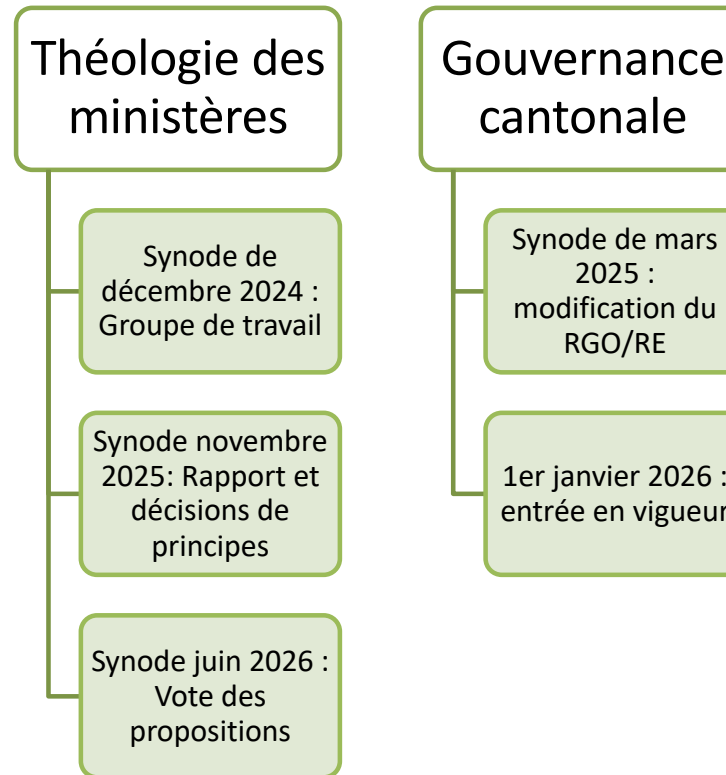 Théologie des
ministères
Synode de
décembre 2024 :
Groupe de travail
Synode novembre
2025: Rapport et
décisions de
principes
Synode juin 2026 :
Vote des
propositions
Gouvernance
cantonale
Synode de mars
2025 :
modification du
RGO/RE
1er janvier 2026 :
entrée en vigueur